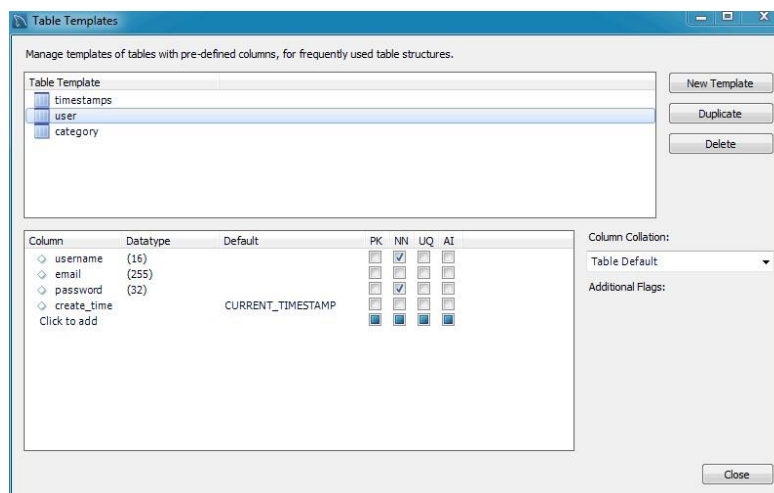 Table Templates
Manage templates of tables with pre-defined columns, for frequently used table structures.
Table Template
timestamps
user
category
New Template
Duplicate
Delete
Column Datatype Default PK NN UQ AI
username (16)
email (255)
password (32)
create_time CURRENT_TIMESTAMP
Click to add
Column Collation:
Table Default
Additional Flags:
Close